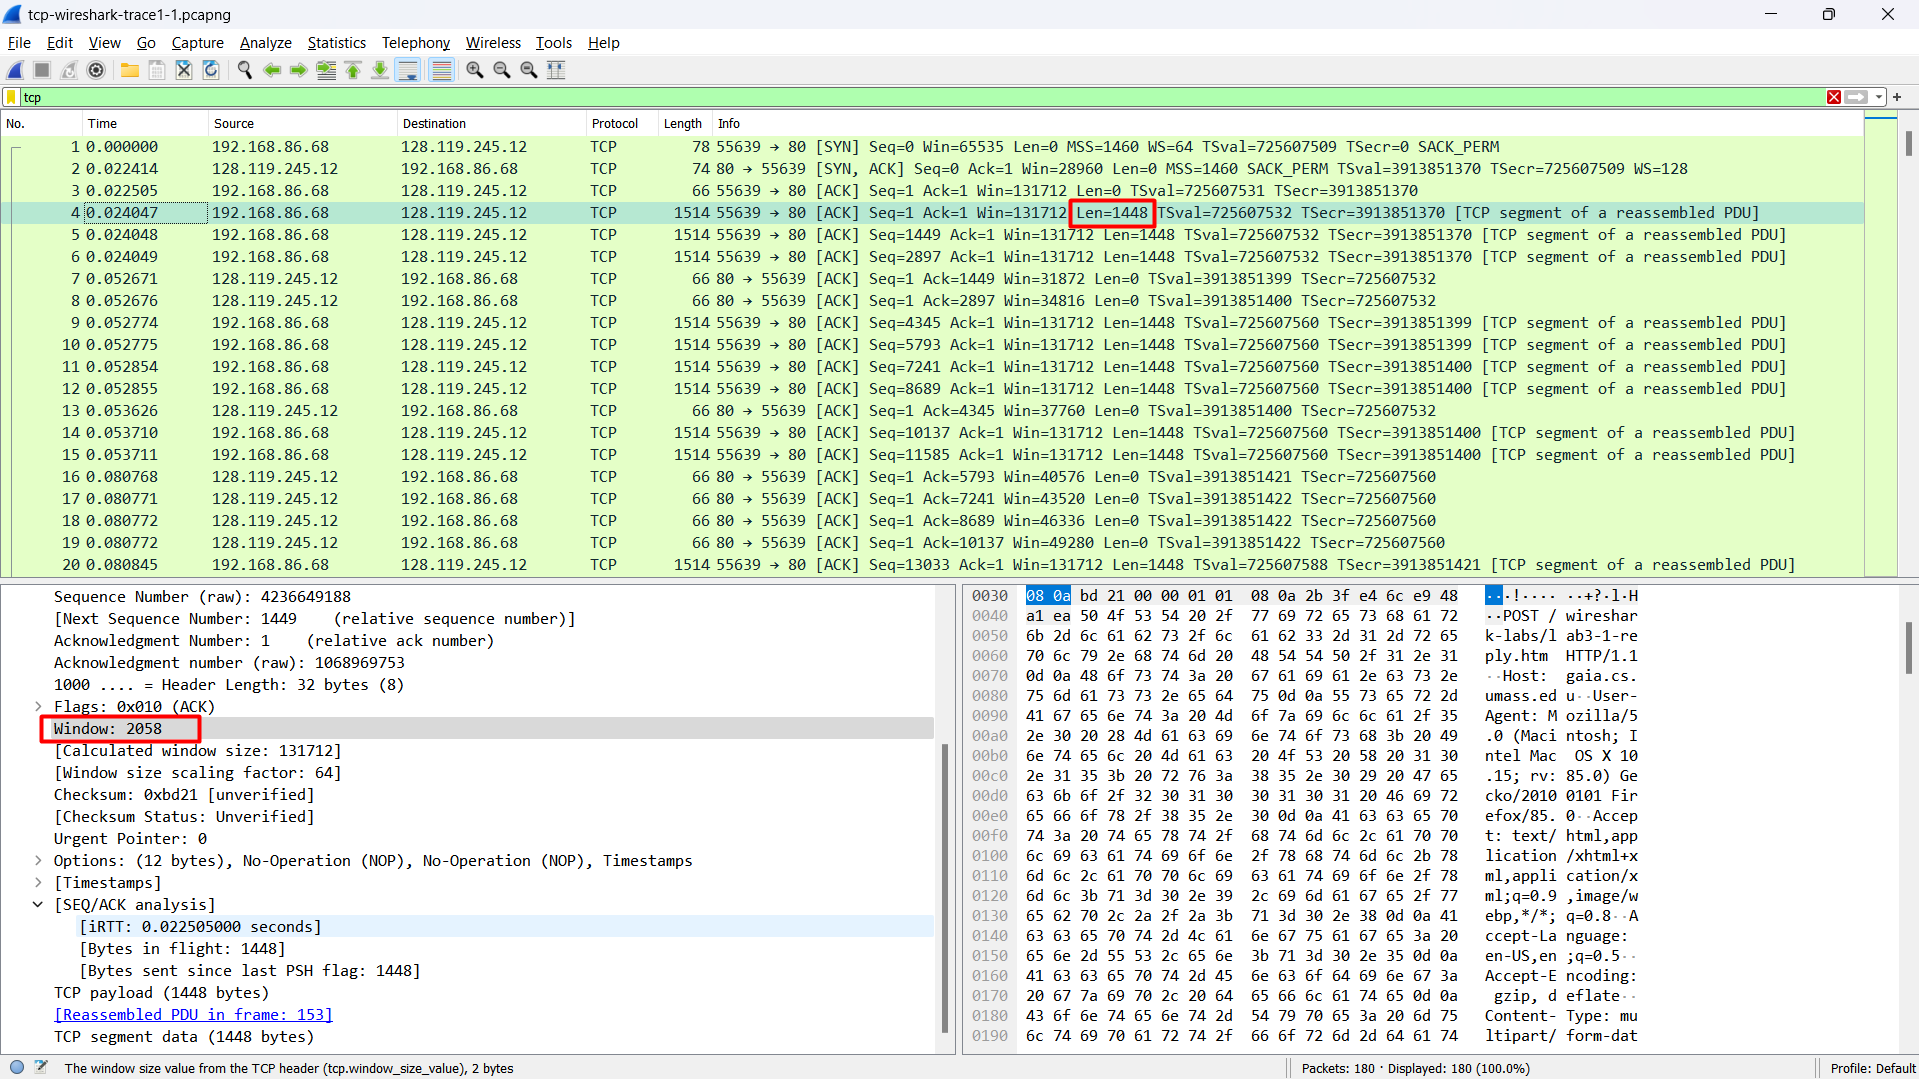 tcp-wireshark-trace1-1.pcapng
File Edit View Go Capture Analyze Statistics Telephony Wireless Tools Help
tcp
No. Time Source Destination Protocol Length Info
1 0.000000 192.168.86.68 128.119.245.12 TCP 78 55639 → 80 [SYN] Seq=0 Win=65535 Len=0 MSS=1460 WS=64 TSval=725607509 TSecr=0 SACK_PERM
2 0.022414 128.119.245.12 192.168.86.68 TCP 74 80 → 55639 [SYN, ACK] Seq=0 Ack=1 Win=28960 Len=0 MSS=1460 SACK_PERM TSval=3913851370 TSecr=725607509 WS=128
3 0.022505 192.168.86.68 128.119.245.12 TCP 66 55639 → 80 [ACK] Seq=1 Ack=1 Win=131712 Len=0 TSval=725607531 TSecr=3913851370
4 0.024047 192.168.86.68 128.119.245.12 TCP 1514 55639 → 80 [ACK] Seq=1 Ack=1 Win=131712 Len=1448 TSval=725607532 TSecr=3913851370 [TCP segment of a reassembled PDU]
5 0.024048 192.168.86.68 128.119.245.12 TCP 1514 55639 → 80 [ACK] Seq=1449 Ack=1 Win=131712 Len=1448 TSval=725607532 TSecr=3913851370 [TCP segment of a reassembled PDU]
6 0.024049 192.168.86.68 128.119.245.12 TCP 1514 55639 → 80 [ACK] Seq=2897 Ack=1 Win=131712 Len=1448 TSval=725607532 TSecr=3913851370 [TCP segment of a reassembled PDU]
7 0.052671 128.119.245.12 192.168.86.68 TCP 66 80 → 55639 [ACK] Seq=1 Ack=1449 Win=31872 Len=0 TSval=3913851399 TSecr=725607532
8 0.052676 128.119.245.12 192.168.86.68 TCP 66 80 → 55639 [ACK] Seq=1 Ack=2897 Win=34816 Len=0 TSval=3913851400 TSecr=725607532
9 0.052774 192.168.86.68 128.119.245.12 TCP 1514 55639 → 80 [ACK] Seq=4345 Ack=1 Win=131712 Len=1448 TSval=725607560 TSecr=3913851399 [TCP segment of a reassembled PDU]
10 0.052775 192.168.86.68 128.119.245.12 TCP 1514 55639 → 80 [ACK] Seq=5793 Ack=1 Win=131712 Len=1448 TSval=725607560 TSecr=3913851399 [TCP segment of a reassembled PDU]
11 0.052854 192.168.86.68 128.119.245.12 TCP 1514 55639 → 80 [ACK] Seq=7241 Ack=1 Win=131712 Len=1448 TSval=725607560 TSecr=3913851400 [TCP segment of a reassembled PDU]
12 0.052855 192.168.86.68 128.119.245.12 TCP 1514 55639 → 80 [ACK] Seq=8689 Ack=1 Win=131712 Len=1448 TSval=725607560 TSecr=3913851400 [TCP segment of a reassembled PDU]
13 0.053626 128.119.245.12 192.168.86.68 TCP 66 80 → 55639 [ACK] Seq=1 Ack=4345 Win=37760 Len=0 TSval=3913851400 TSecr=725607532
14 0.053710 192.168.86.68 128.119.245.12 TCP 1514 55639 → 80 [ACK] Seq=10137 Ack=1 Win=131712 Len=1448 TSval=725607560 TSecr=3913851400 [TCP segment of a reassembled PDU]
15 0.053711 192.168.86.68 128.119.245.12 TCP 1514 55639 → 80 [ACK] Seq=11585 Ack=1 Win=131712 Len=1448 TSval=725607560 TSecr=3913851400 [TCP segment of a reassembled PDU]
16 0.080768 128.119.245.12 192.168.86.68 TCP 66 80 → 55639 [ACK] Seq=1 Ack=5793 Win=40576 Len=0 TSval=3913851421 TSecr=725607560
17 0.080771 128.119.245.12 192.168.86.68 TCP 66 80 → 55639 [ACK] Seq=1 Ack=7241 Win=43520 Len=0 TSval=3913851422 TSecr=725607560
18 0.080772 128.119.245.12 192.168.86.68 TCP 66 80 → 55639 [ACK] Seq=1 Ack=8689 Win=46336 Len=0 TSval=3913851422 TSecr=725607560
19 0.080772 128.119.245.12 192.168.86.68 TCP 66 80 → 55639 [ACK] Seq=1 Ack=10137 Win=49280 Len=0 TSval=3913851422 TSecr=725607560
20 0.080845 192.168.86.68 128.119.245.12 TCP 1514 55639 → 80 [ACK] Seq=13033 Ack=1 Win=131712 Len=1448 TSval=725607588 TSecr=3913851421 [TCP segment of a reassembled PDU]
Sequence Number (raw): 4236649188
[Next Sequence Number: 1449 (relative sequence number)]
Acknowledgment Number: 1 (relative ack number)
Acknowledgment number (raw): 1068969753
1000 .... = Header Length: 32 bytes (8)
Flags: 0x010 (ACK)
Window: 2058
[Calculated window size: 131712]
[Window size scaling factor: 64]
Checksum: 0xbd21 [unverified]
[Checksum Status: Unverified]
Urgent Pointer: 0
Options: (12 bytes), No-Operation (NOP), No-Operation (NOP), Timestamps
[Timestamps]
[SEQ/ACK analysis]
[iRTT: 0.022505000 seconds]
[Bytes in flight: 1448]
[Bytes sent since last PSH flag: 1448]
TCP payload (1448 bytes)
[Reassembled PDU in frame: 153]
TCP segment data (1448 bytes)
0030 08 0a bd 21 00 00 01 01 08 0a 2b 3f e4 6c e9 48 ···!···· ··+?·l·H
0040 a1 ea 50 4f 53 54 20 2f 77 69 72 65 73 68 61 72 ··POST / wireshar
0050 6b 2d 6c 61 62 73 2f 6c 61 62 33 2d 31 2d 72 65 k-labs/l ab3-1-re
0060 70 6c 79 2e 68 74 6d 20 48 54 54 50 2f 31 2e 31 ply.htm HTTP/1.1
0070 0d 0a 48 6f 73 74 3a 20 67 61 69 61 2e 63 73 2e ··Host: gaia.cs.
0080 75 6d 61 73 73 2e 65 64 75 0d 0a 55 73 65 72 2d umass.ed u··User-
0090 41 67 65 6e 74 3a 20 4d 6f 7a 69 6c 6c 61 2f 35 Agent: M ozilla/5
00a0 2e 30 20 28 4d 61 63 69 6e 74 6f 73 68 3b 20 49 .0 (Maci ntosh; I
00b0 6e 74 65 6c 20 4d 61 63 20 4f 53 20 58 20 31 30 ntel Mac OS X 10
00c0 2e 31 35 3b 20 72 76 3a 38 35 2e 30 29 20 47 65 .15; rv: 85.0) Ge
00d0 63 6b 6f 2f 32 30 31 30 30 31 30 31 20 46 69 72 cko/2010 0101 Fir
00e0 65 66 6f 78 2f 38 35 2e 30 0d 0a 41 63 63 65 70 efox/85. 0··Accep
00f0 74 3a 20 74 65 78 74 2f 68 74 6d 6c 2c 61 70 70 t: text/ html,app
0100 6c 69 63 61 74 69 6f 6e 2f 78 68 74 6d 6c 2b 78 lication /xhtml+x
0110 6d 6c 2c 61 70 70 6c 69 63 61 74 69 6f 6e 2f 78 ml,appli cation/x
0120 6d 6c 3b 71 3d 30 2e 39 2c 69 6d 61 67 65 2f 77 ml;q=0.9 ,image/w
0130 65 62 70 2c 2a 2f 2a 3b 71 3d 30 2e 38 0d 0a 41 ebp,*/*; q=0.8··A
0140 63 63 65 70 74 2d 4c 61 6e 67 75 61 67 65 3a 20 ccept-La nguage:
0150 65 6e 2d 55 53 2c 65 6e 3b 71 3d 30 2e 35 0d 0a en-US,en ;q=0.5··
0160 41 63 63 65 70 74 2d 45 6e 63 6f 64 69 6e 67 3a Accept-E ncoding:
0170 20 67 7a 69 70 2c 20 64 65 66 6c 61 74 65 0d 0a gzip, d eflate··
0180 43 6f 6e 74 65 6e 74 2d 54 79 70 65 3a 20 6d 75 Content- Type: mu
0190 6c 74 69 70 61 72 74 2f 66 6f 72 6d 2d 64 61 74 ltipart/ form-dat
The window size value from the TCP header (tcp.window_size_value), 2 bytes
Packets: 180 · Displayed: 180 (100.0%)
Profile: Default